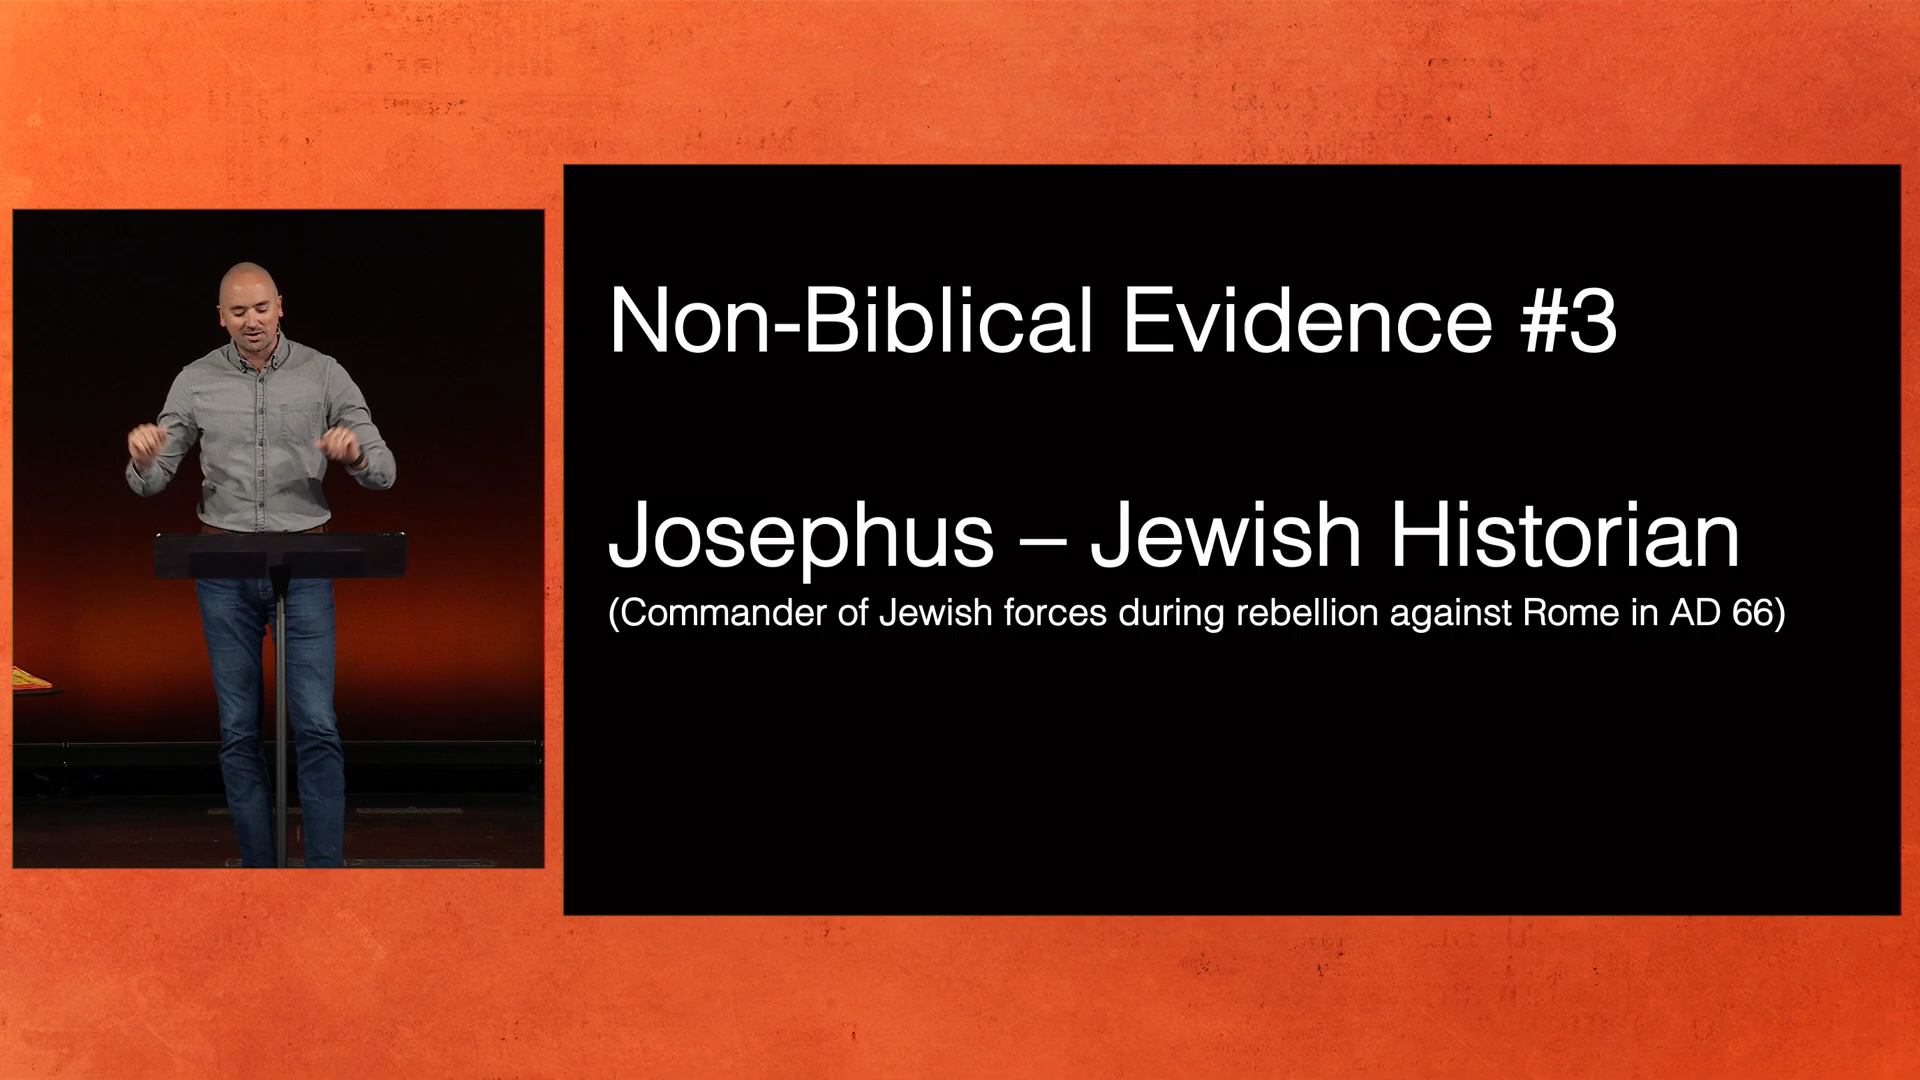 Non-Biblical Evidence #3
Josephus – Jewish Historian
(Commander of Jewish forces during rebellion against Rome in AD 66)